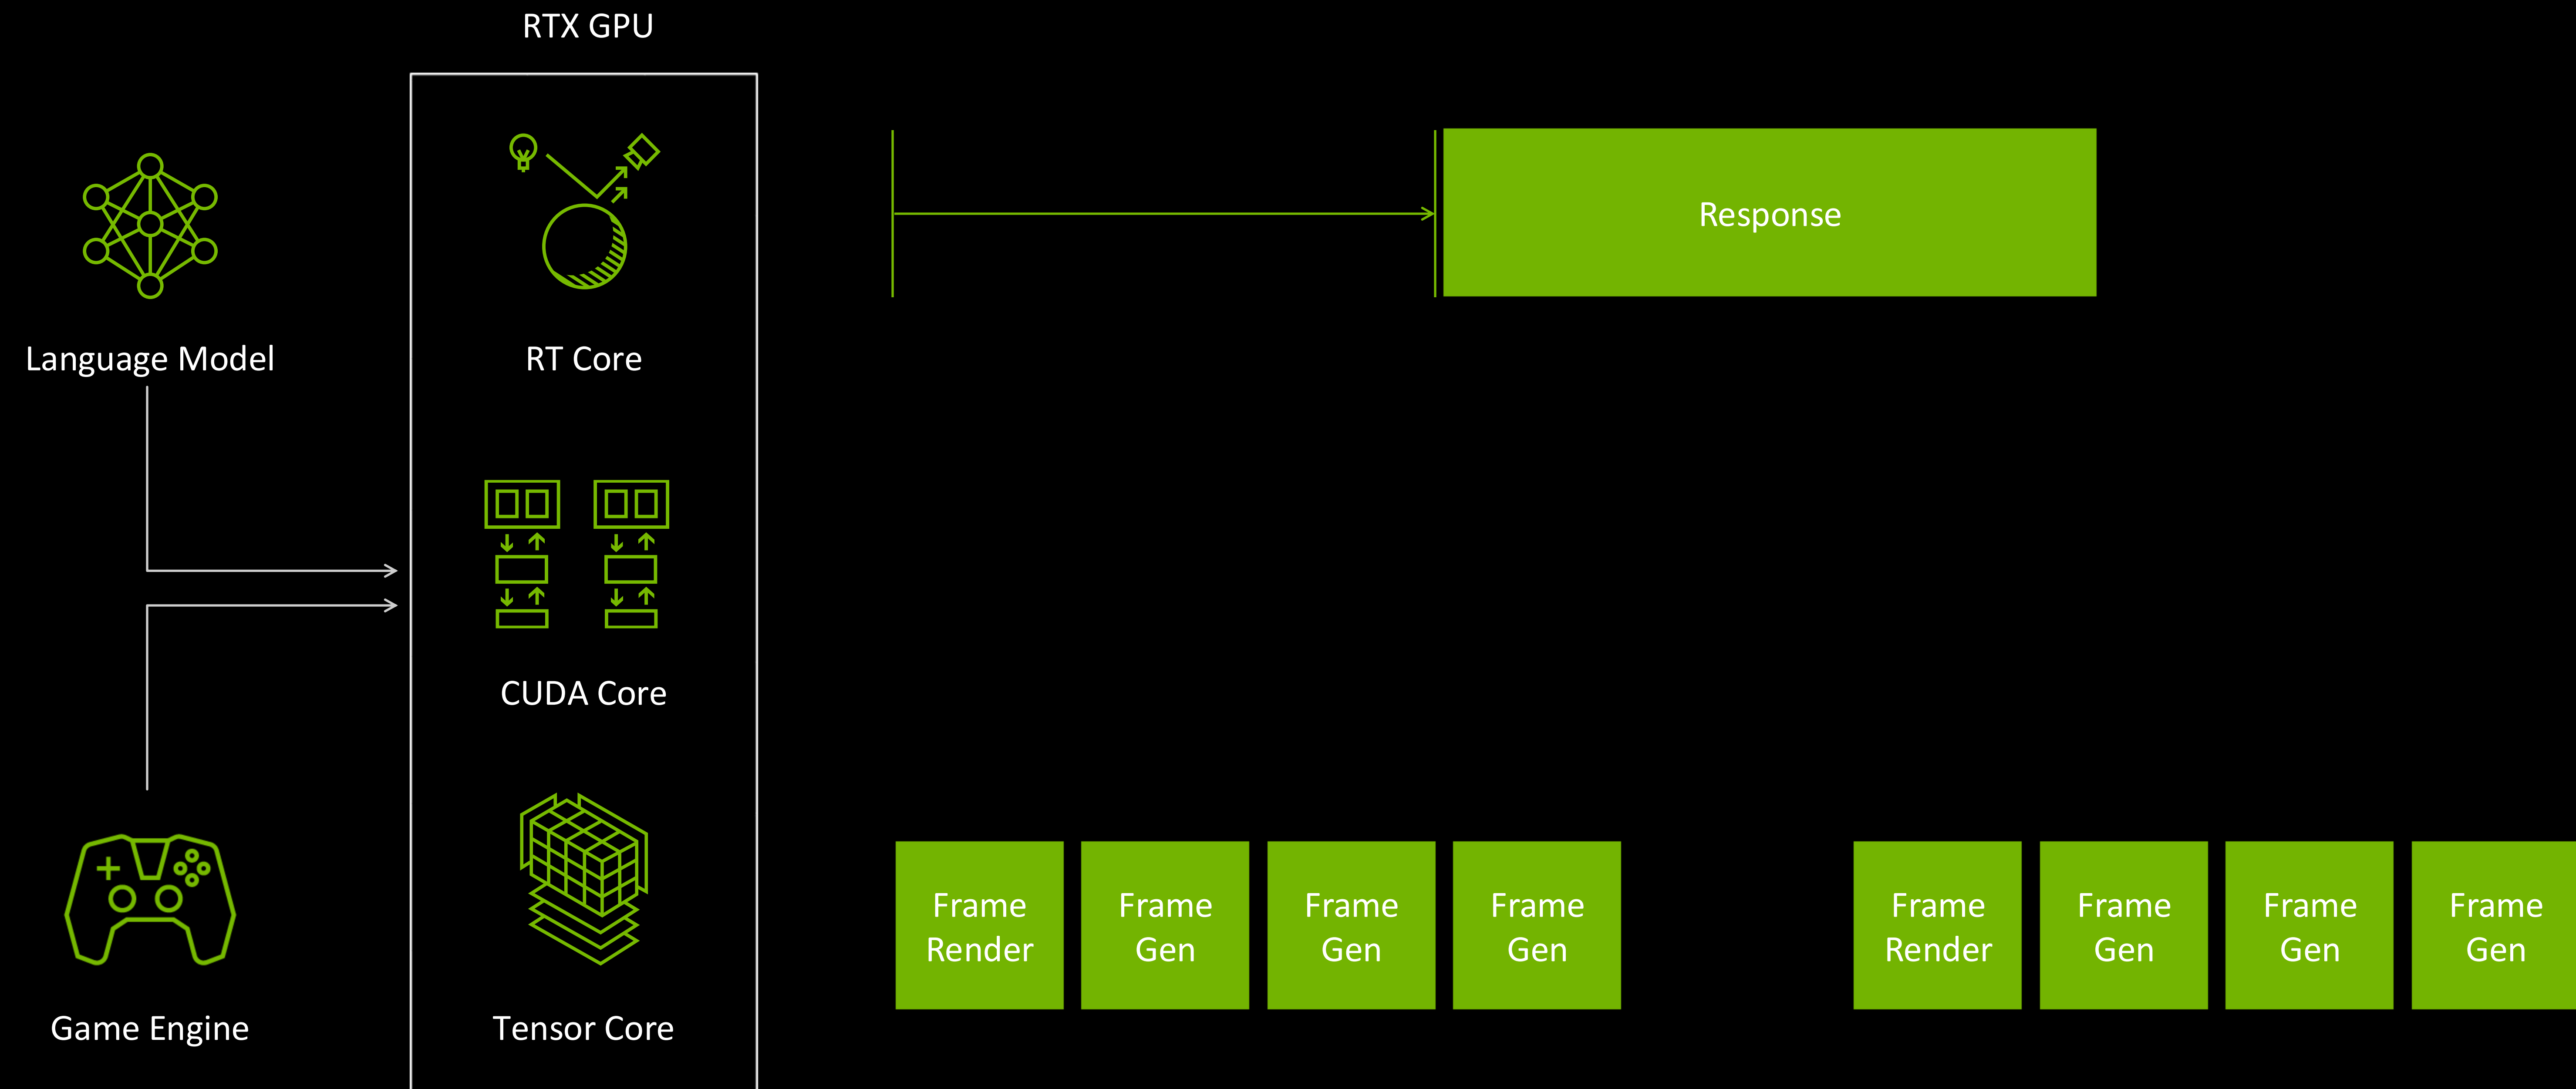 RTX GPU
Language Model
RT Core
Response
CUDA Core
Game Engine
Tensor Core
Frame
Render
Frame
Gen
Frame
Gen
Frame
Gen
Frame
Render
Frame
Gen
Frame
Gen
Frame
Gen